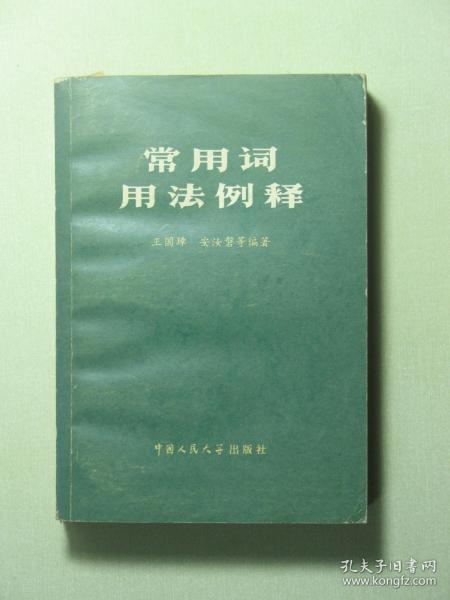 常用词
用法例释
王国璋 安汝磐等编著
中国人民大学出版社
孔夫子旧书网
www.kongfz.com